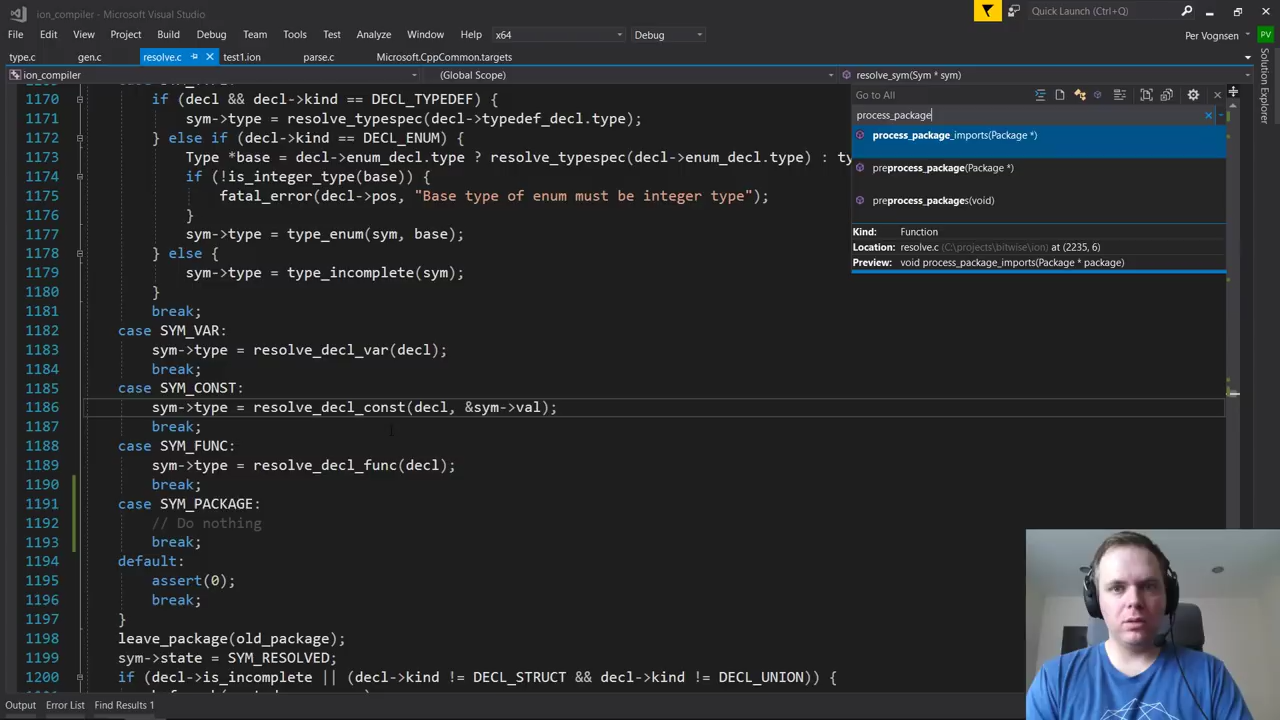 ion_compiler - Microsoft Visual Studio
Quick Launch (Ctrl+Q)
File Edit View Project Build Debug Team Tools Test Analyze Window Help x64 Debug
Per Vognsen PV
type.c gen.c resolve.c test1.ion parse.c Microsoft.CppCommon.targets
ion_compiler (Global Scope) resolve_sym(Sym * sym)
Solution Explorer
Go to All
process_package
process_package_imports(Package *)
preprocess_package(Package *)
preprocess_packages(void)
Kind: Function
Location: resolve.c (C:\projects\bitwise\ion) at (2235, 6)
Preview: void process_package_imports(Package * package)
1170 if (decl && decl->kind == DECL_TYPEDEF) {
1171 sym->type = resolve_typespec(decl->typedef_decl.type);
1172 } else if (decl->kind == DECL_ENUM) {
1173 Type *base = decl->enum_decl.type ? resolve_typespec(decl->enum_decl.type) : ty
1174 if (!is_integer_type(base)) {
1175 fatal_error(decl->pos, "Base type of enum must be integer type");
1176 }
1177 sym->type = type_enum(sym, base);
1178 } else {
1179 sym->type = type_incomplete(sym);
1180 }
1181 break;
1182 case SYM_VAR:
1183 sym->type = resolve_decl_var(decl);
1184 break;
1185 case SYM_CONST:
1186 sym->type = resolve_decl_const(decl, &sym->val);
1187 break;
1188 case SYM_FUNC:
1189 sym->type = resolve_decl_func(decl);
1190 break;
1191 case SYM_PACKAGE:
1192 // Do nothing
1193 break;
1194 default:
1195 assert(0);
1196 break;
1197 }
1198 leave_package(old_package);
1199 sym->state = SYM_RESOLVED;
1200 if (decl->is_incomplete || (decl->kind != DECL_STRUCT && decl->kind != DECL_UNION)) {
Output Error List Find Results 1